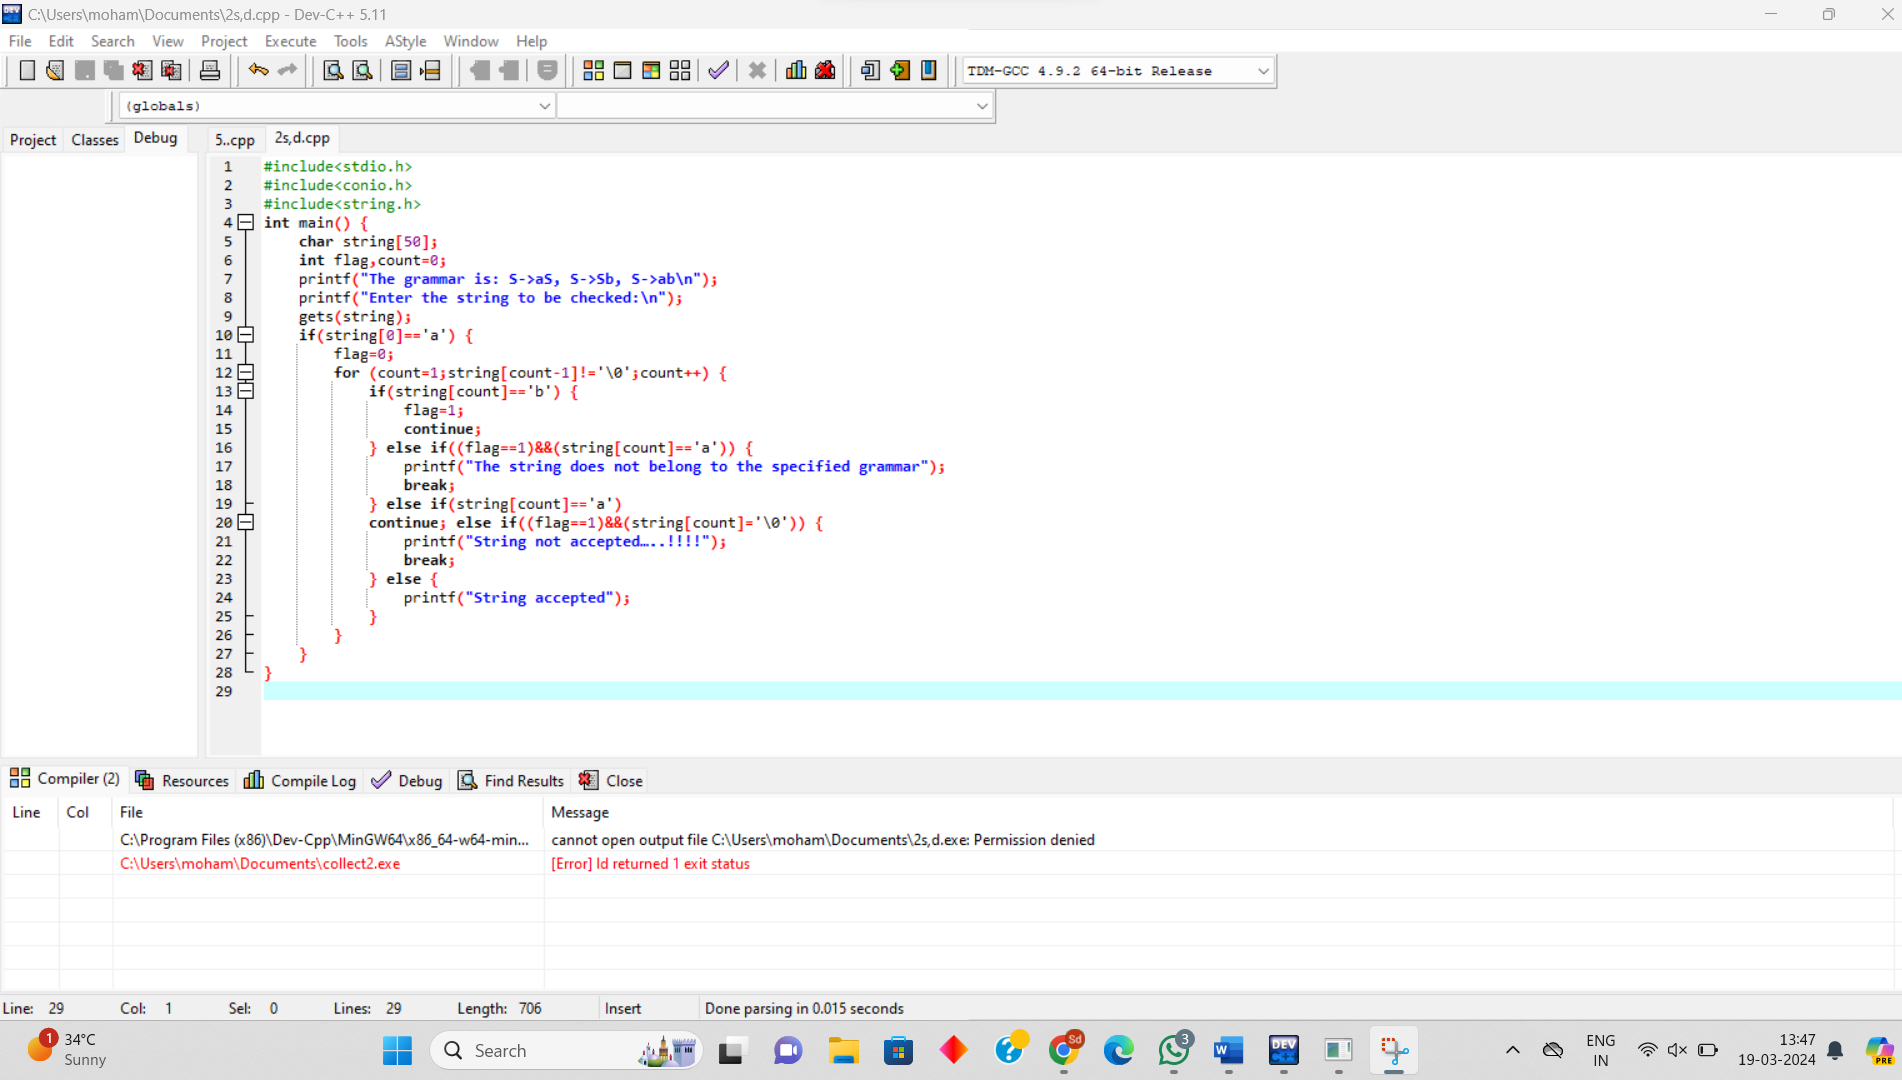 C:\Users\moham\Documents\2s,d.cpp - Dev-C++ 5.11
File Edit Search View Project Execute Tools AStyle Window Help
TDM-GCC 4.9.2 64-bit Release
(globals)
Project Classes Debug 5..cpp 2s,d.cpp
1 #include<stdio.h>
2 #include<conio.h>
3 #include<string.h>
4 int main() {
5 char string[50];
6 int flag,count=0;
7 printf("The grammar is: S->aS, S->Sb, S->ab\n");
8 printf("Enter the string to be checked:\n");
9 gets(string);
10 if(string[0]=='a') {
11 flag=0;
12 for (count=1;string[count-1]!='\0';count++) {
13 if(string[count]=='b') {
14 flag=1;
15 continue;
16 } else if((flag==1)&&(string[count]=='a')) {
17 printf("The string does not belong to the specified grammar");
18 break;
19 } else if(string[count]=='a')
20 continue; else if((flag==1)&&(string[count]='\0')) {
21 printf("String not accepted…..!!!!");
22 break;
23 } else {
24 printf("String accepted");
25 }
26 }
27 }
28 }
29
Compiler (2) Resources Compile Log Debug Find Results Close
Line Col File Message
C:\Program Files (x86)\Dev-Cpp\MinGW64\x86_64-w64-min... cannot open output file C:\Users\moham\Documents\2s,d.exe: Permission denied
C:\Users\moham\Documents\collect2.exe [Error] ld returned 1 exit status
Line: 29 Col: 1 Sel: 0 Lines: 29 Length: 706 Insert Done parsing in 0.015 seconds
1 34°C
Sunny
Search
Sd
3
DEV
ENG
IN
13:47
19-03-2024
PRE